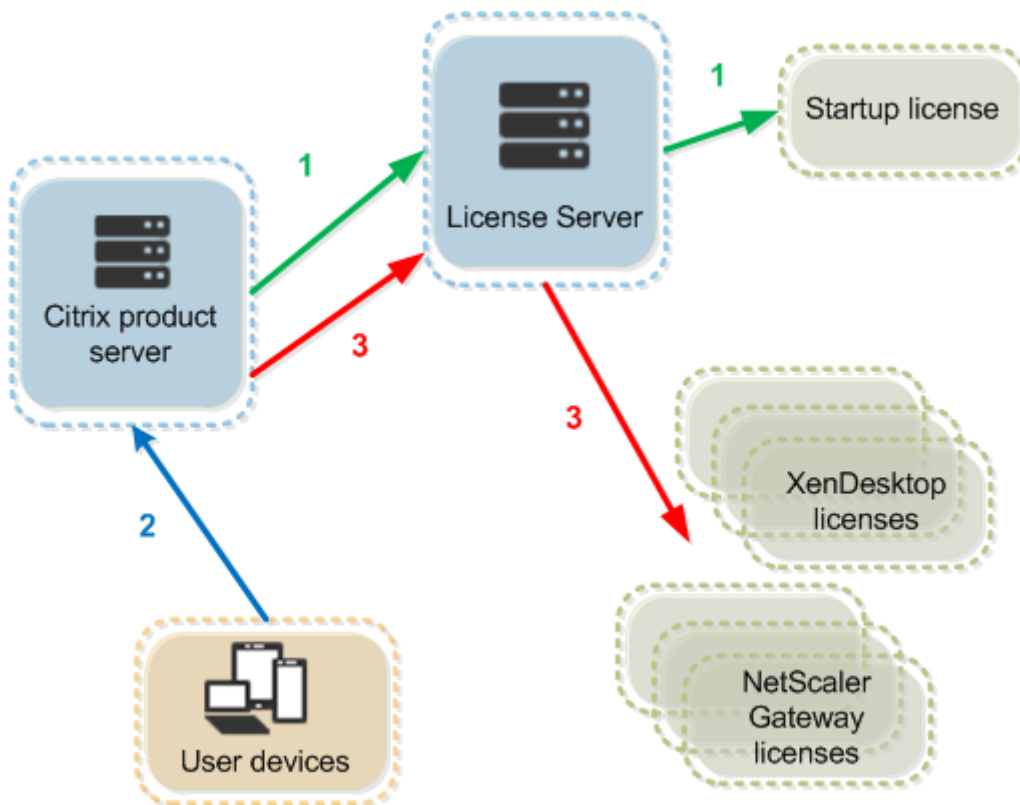 1
Startup license
1
License Server
Citrix product
server
3
3
XenDesktop
licenses
2
NetScaler
Gateway
licenses
User devices